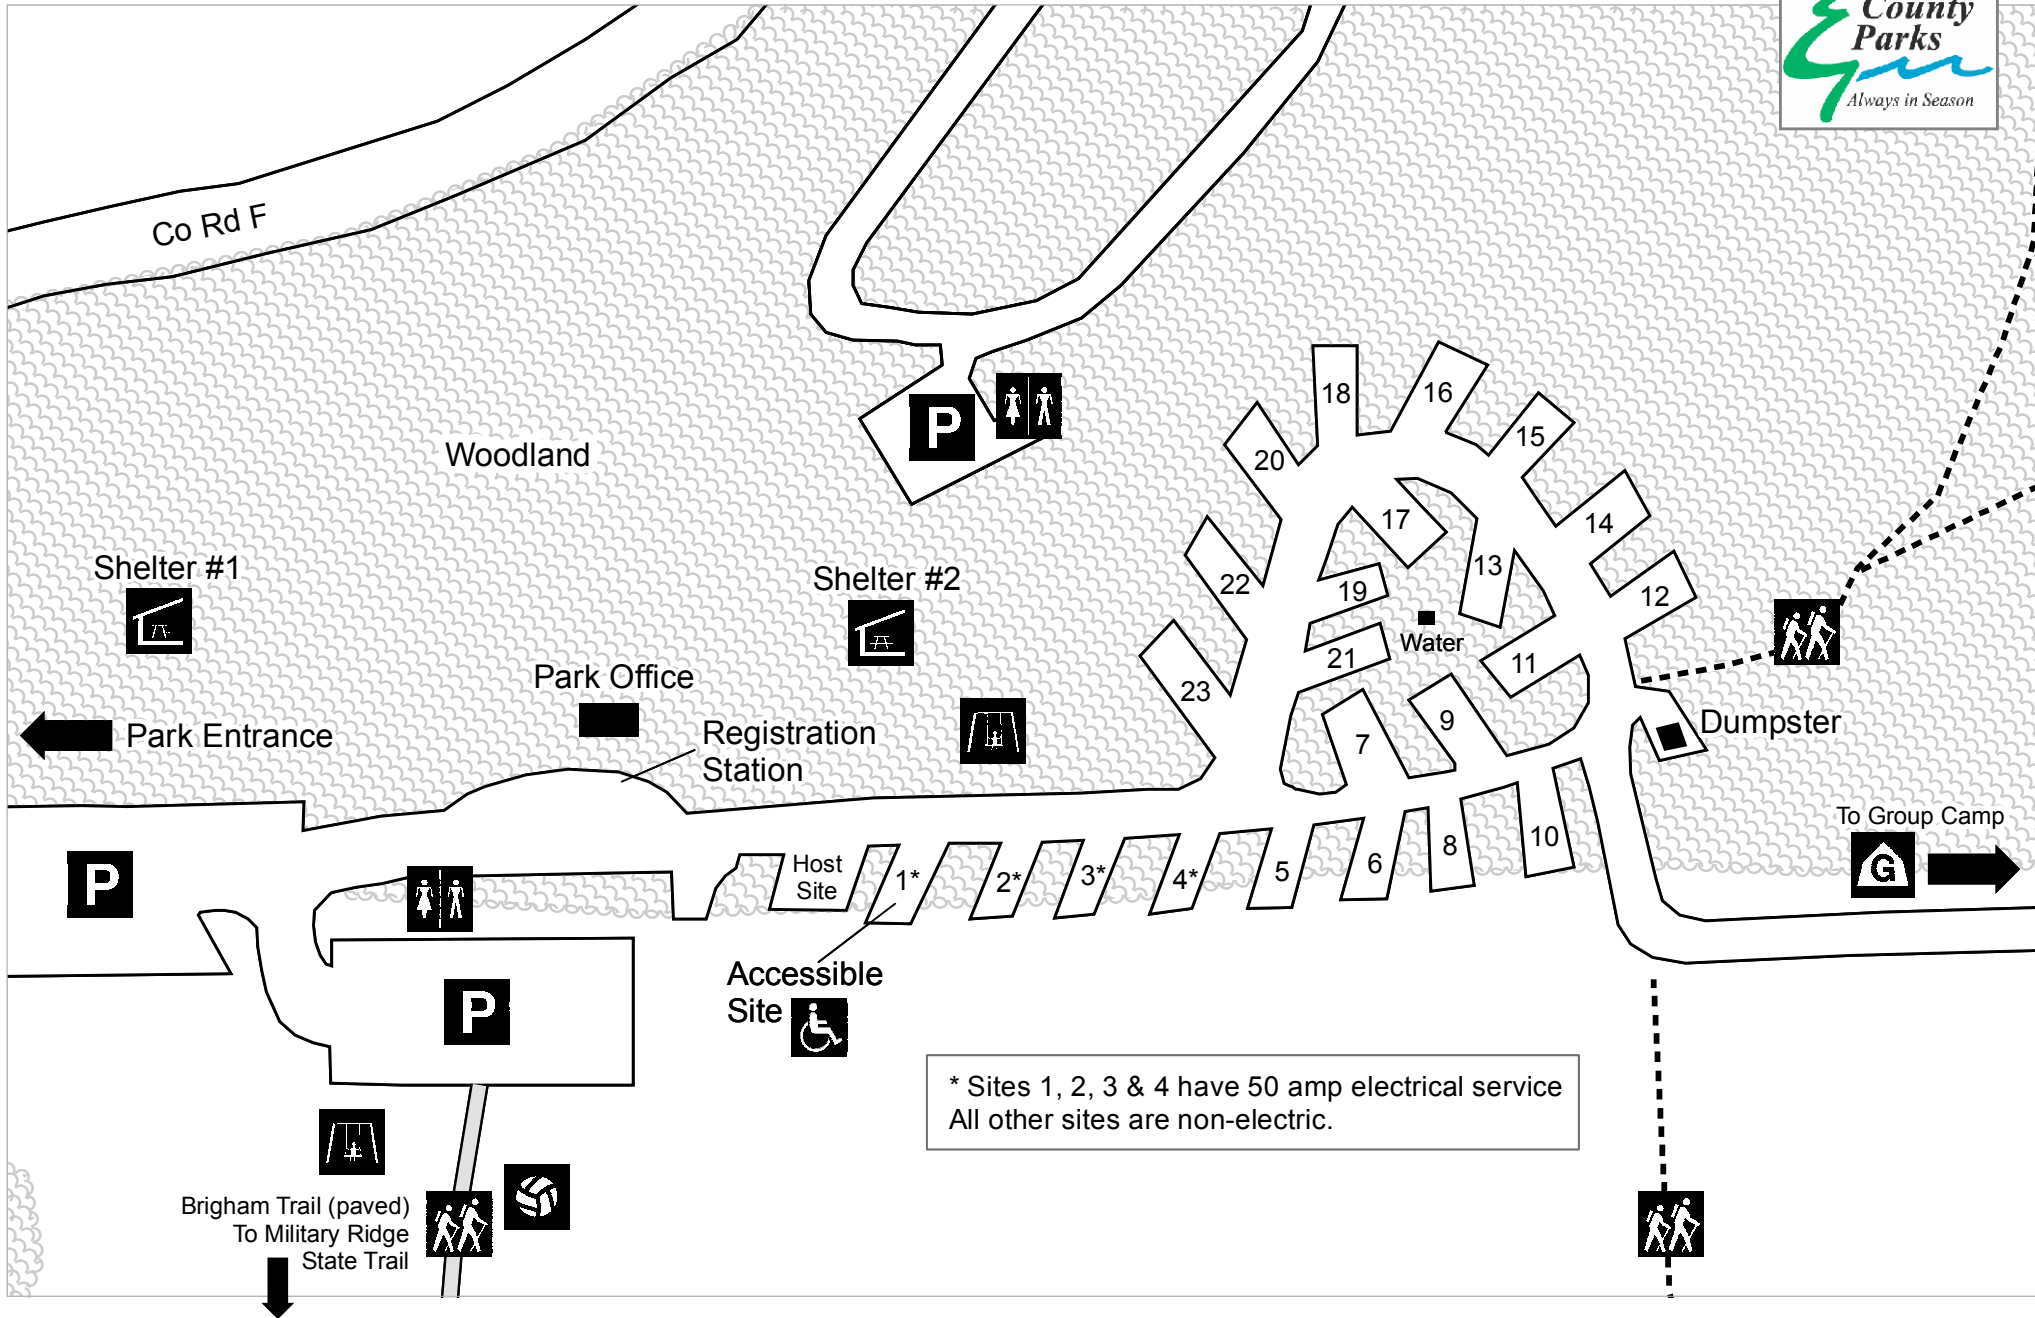 County
Parks
Always in Season
Co Rd F
Woodland
P
18
16
15
20
17
14
13
22
19
12
Water
21
11
23
9
7
Shelter #1
Shelter #2
Park Office
Park Entrance
Registration
Station
Dumpster
To Group Camp
G
P
Host
Site
1*
2*
3*
4*
5
6
8
10
Accessible
Site
P
* Sites 1, 2, 3 & 4 have 50 amp electrical service
All other sites are non-electric.
Brigham Trail (paved)
To Military Ridge
State Trail